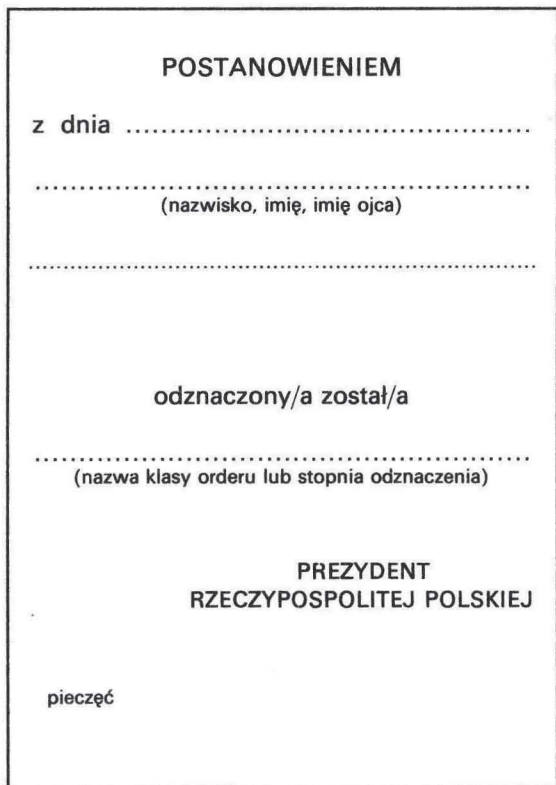 POSTANOWIENIEM
z dnia ................................................
............................................................
(nazwisko, imię, imię ojca)
............................................................
odznaczony/a został/a
............................................................
(nazwa klasy orderu lub stopnia odznaczenia)
PREZYDENT
RZECZYPOSPOLITEJ POLSKIEJ
pieczęć